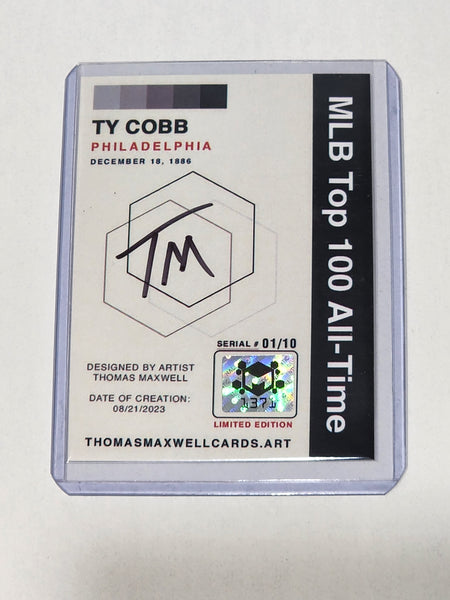 TY COBB
PHILADELPHIA
DECEMBER 18, 1886
TM
SERIAL # 01/10
1371
LIMITED EDITION
DESIGNED BY ARTIST
THOMAS MAXWELL
DATE OF CREATION:
08/21/2023
THOMASMAXWELLCARDS.ART
MLB Top 100 All-Time